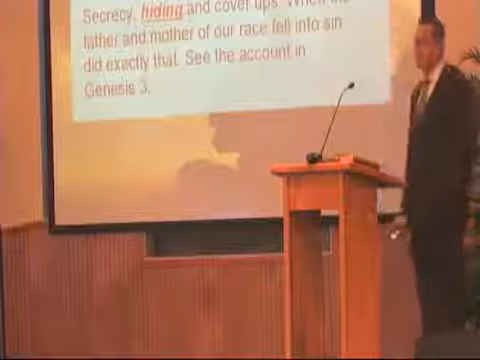 Secrecy, hiding and cover ups. When the
father and mother of our race fell into sin
did exactly that. See the account in
Genesis 3.